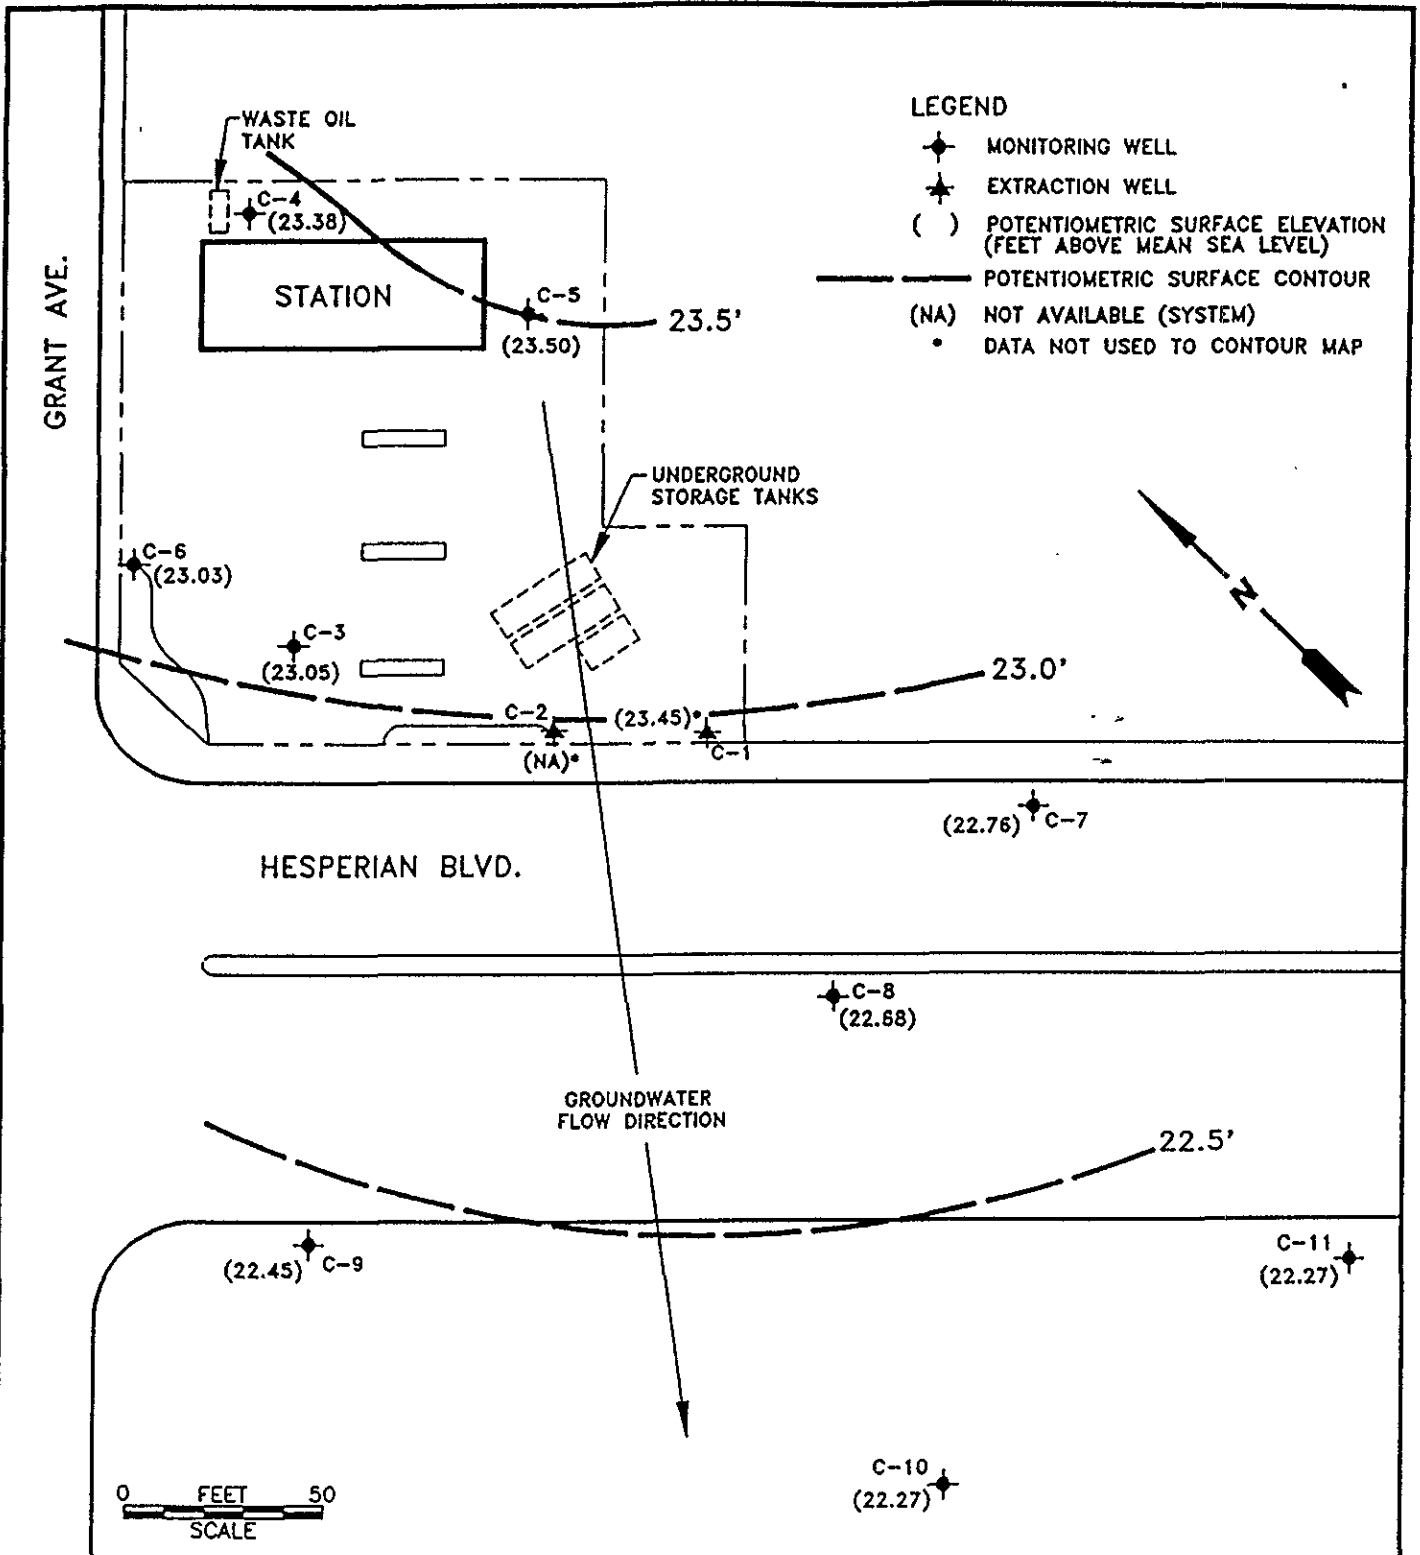 LEGEND
MONITORING WELL
EXTRACTION WELL
( ) POTENTIOMETRIC SURFACE ELEVATION
(FEET ABOVE MEAN SEA LEVEL)
POTENTIOMETRIC SURFACE CONTOUR
(NA) NOT AVAILABLE (SYSTEM)
* DATA NOT USED TO CONTOUR MAP
WASTE OIL
TANK
C-4
(23.38)
STATION
C-5
(23.50)
23.5'
GRANT AVE.
UNDERGROUND
STORAGE TANKS
N
C-6
(23.03)
C-3
(23.05)
23.0'
C-2
(23.45)*
C-1
(NA)*
(22.76)
C-7
HESPERIAN BLVD.
C-8
(22.68)
GROUNDWATER
FLOW DIRECTION
22.5'
(22.45)
C-9
C-11
(22.27)
C-10
(22.27)
0 FEET 50
SCALE